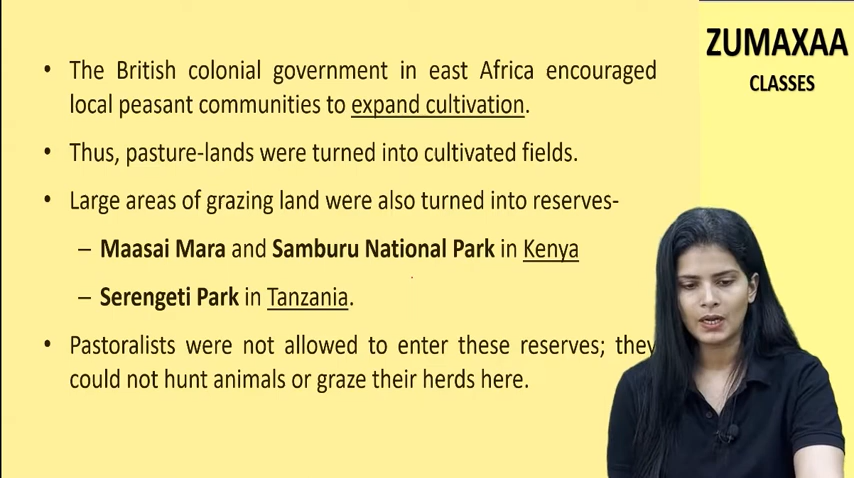 ZUMAXAA
CLASSES
• The British colonial government in east Africa encouraged
local peasant communities to expand cultivation.
• Thus, pasture-lands were turned into cultivated fields.
• Large areas of grazing land were also turned into reserves-
– Maasai Mara and Samburu National Park in Kenya
– Serengeti Park in Tanzania.
• Pastoralists were not allowed to enter these reserves; they
could not hunt animals or graze their herds here.